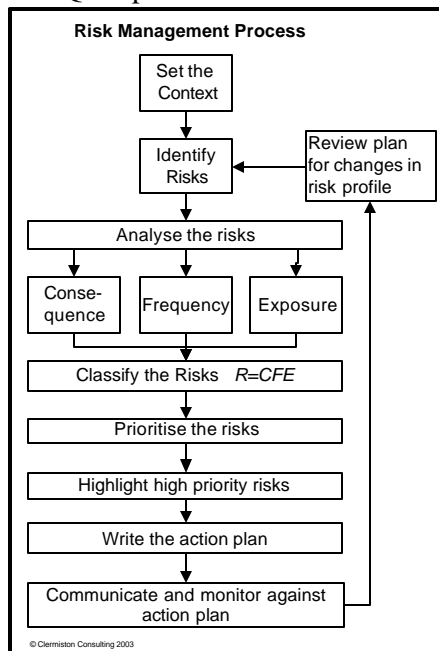 Risk Management Process
Set the
Context
Identify
Risks
Review plan
for changes in
risk profile
Analyse the risks
Conse-
quence
Frequency
Exposure
Classify the Risks R=CFE
Prioritise the risks
Highlight high priority risks
Write the action plan
Communicate and monitor against
action plan
© Clermiston Consulting 2003